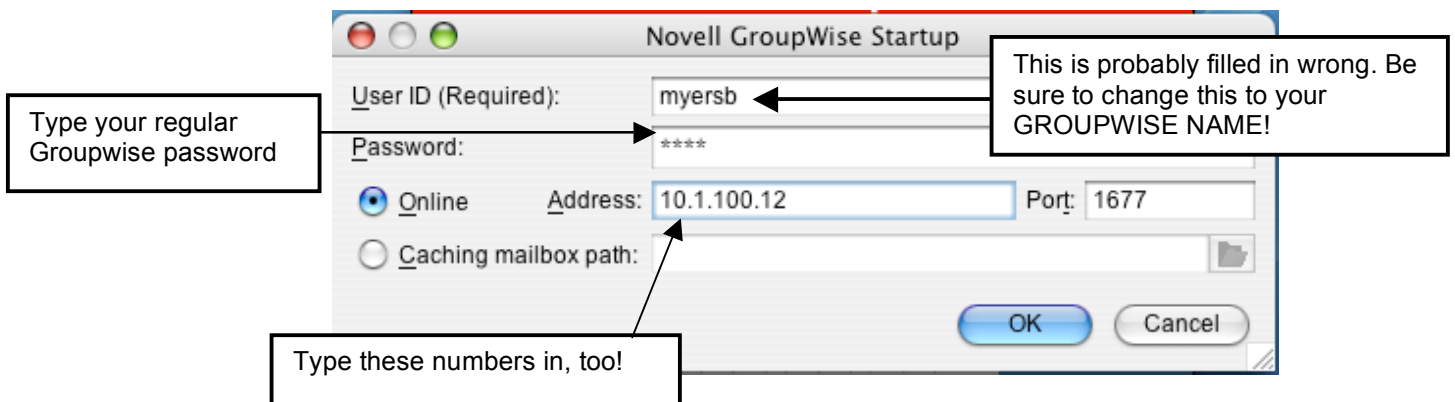 Novell GroupWise Startup
This is probably filled in wrong. Be
sure to change this to your
GROUPWISE NAME!
User ID (Required):
myersb
Type your regular
Groupwise password
Password:
****
Online
Address: 10.1.100.12
Port: 1677
Caching mailbox path:
OK
Cancel
Type these numbers in, too!